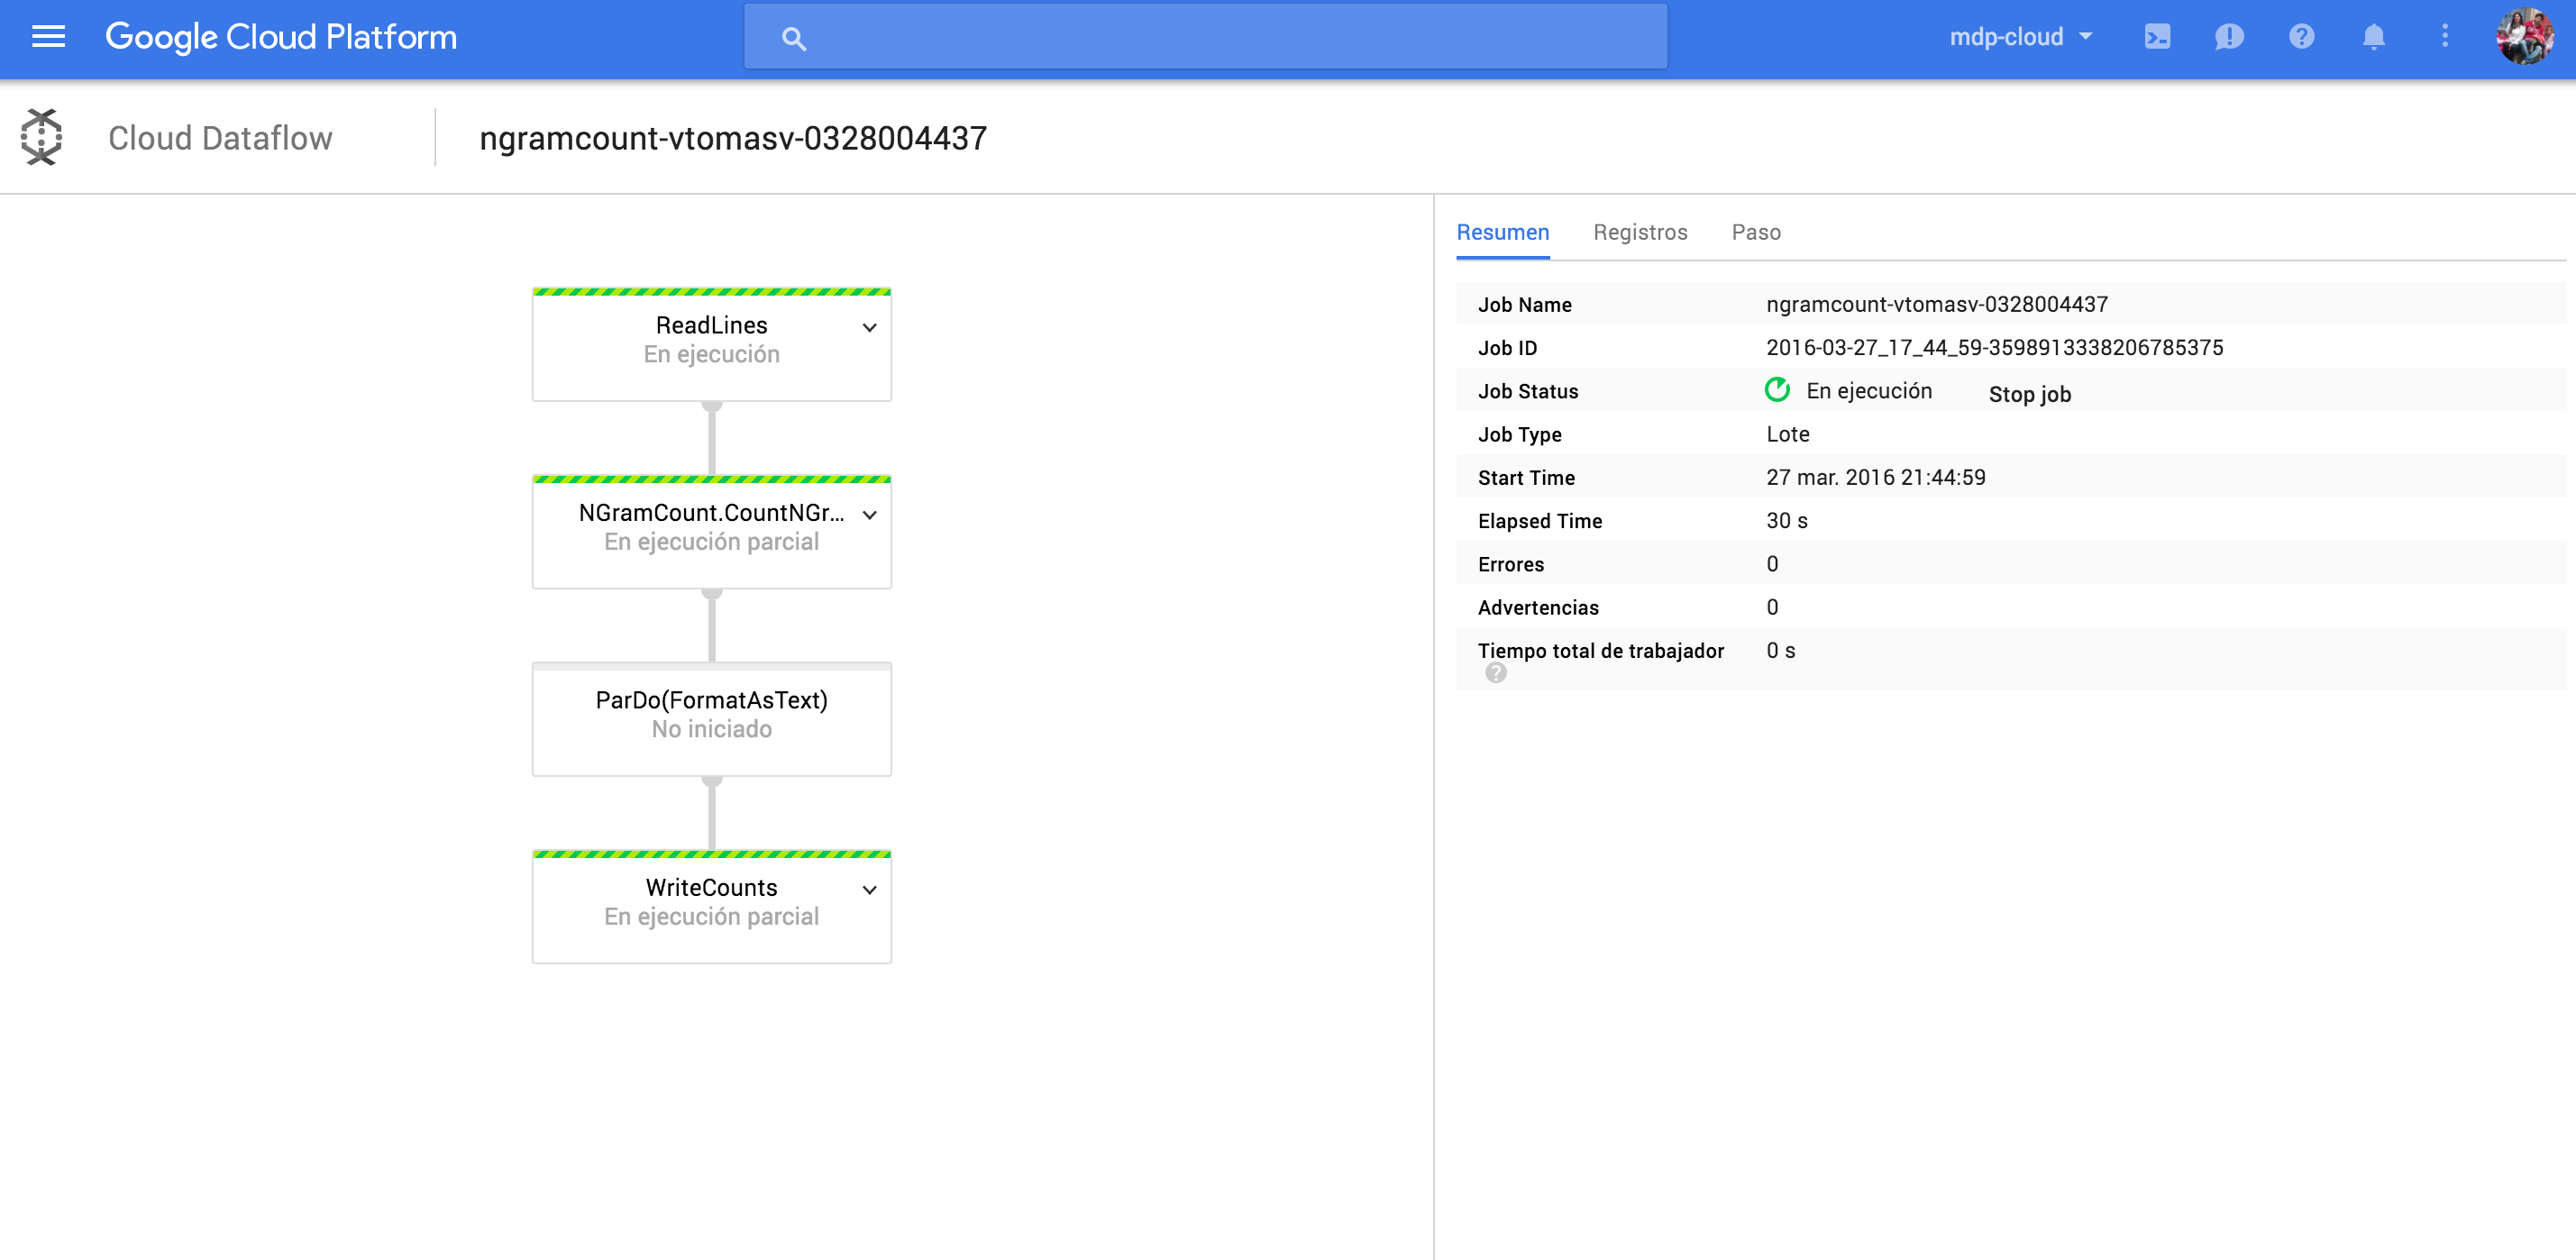 Google Cloud Platform
mdp-cloud
Cloud Dataflow
ngramcount-vtomasv-0328004437
ReadLines
En ejecución
NGramCount.CountNGr...
En ejecución parcial
ParDo(FormatAsText)
No iniciado
WriteCounts
En ejecución parcial
Resumen Registros Paso
Job Name ngramcount-vtomasv-0328004437
Job ID 2016-03-27_17_44_59-3598913338206785375
Job Status En ejecución Stop job
Job Type Lote
Start Time 27 mar. 2016 21:44:59
Elapsed Time 30 s
Errores 0
Advertencias 0
Tiempo total de trabajador 0 s